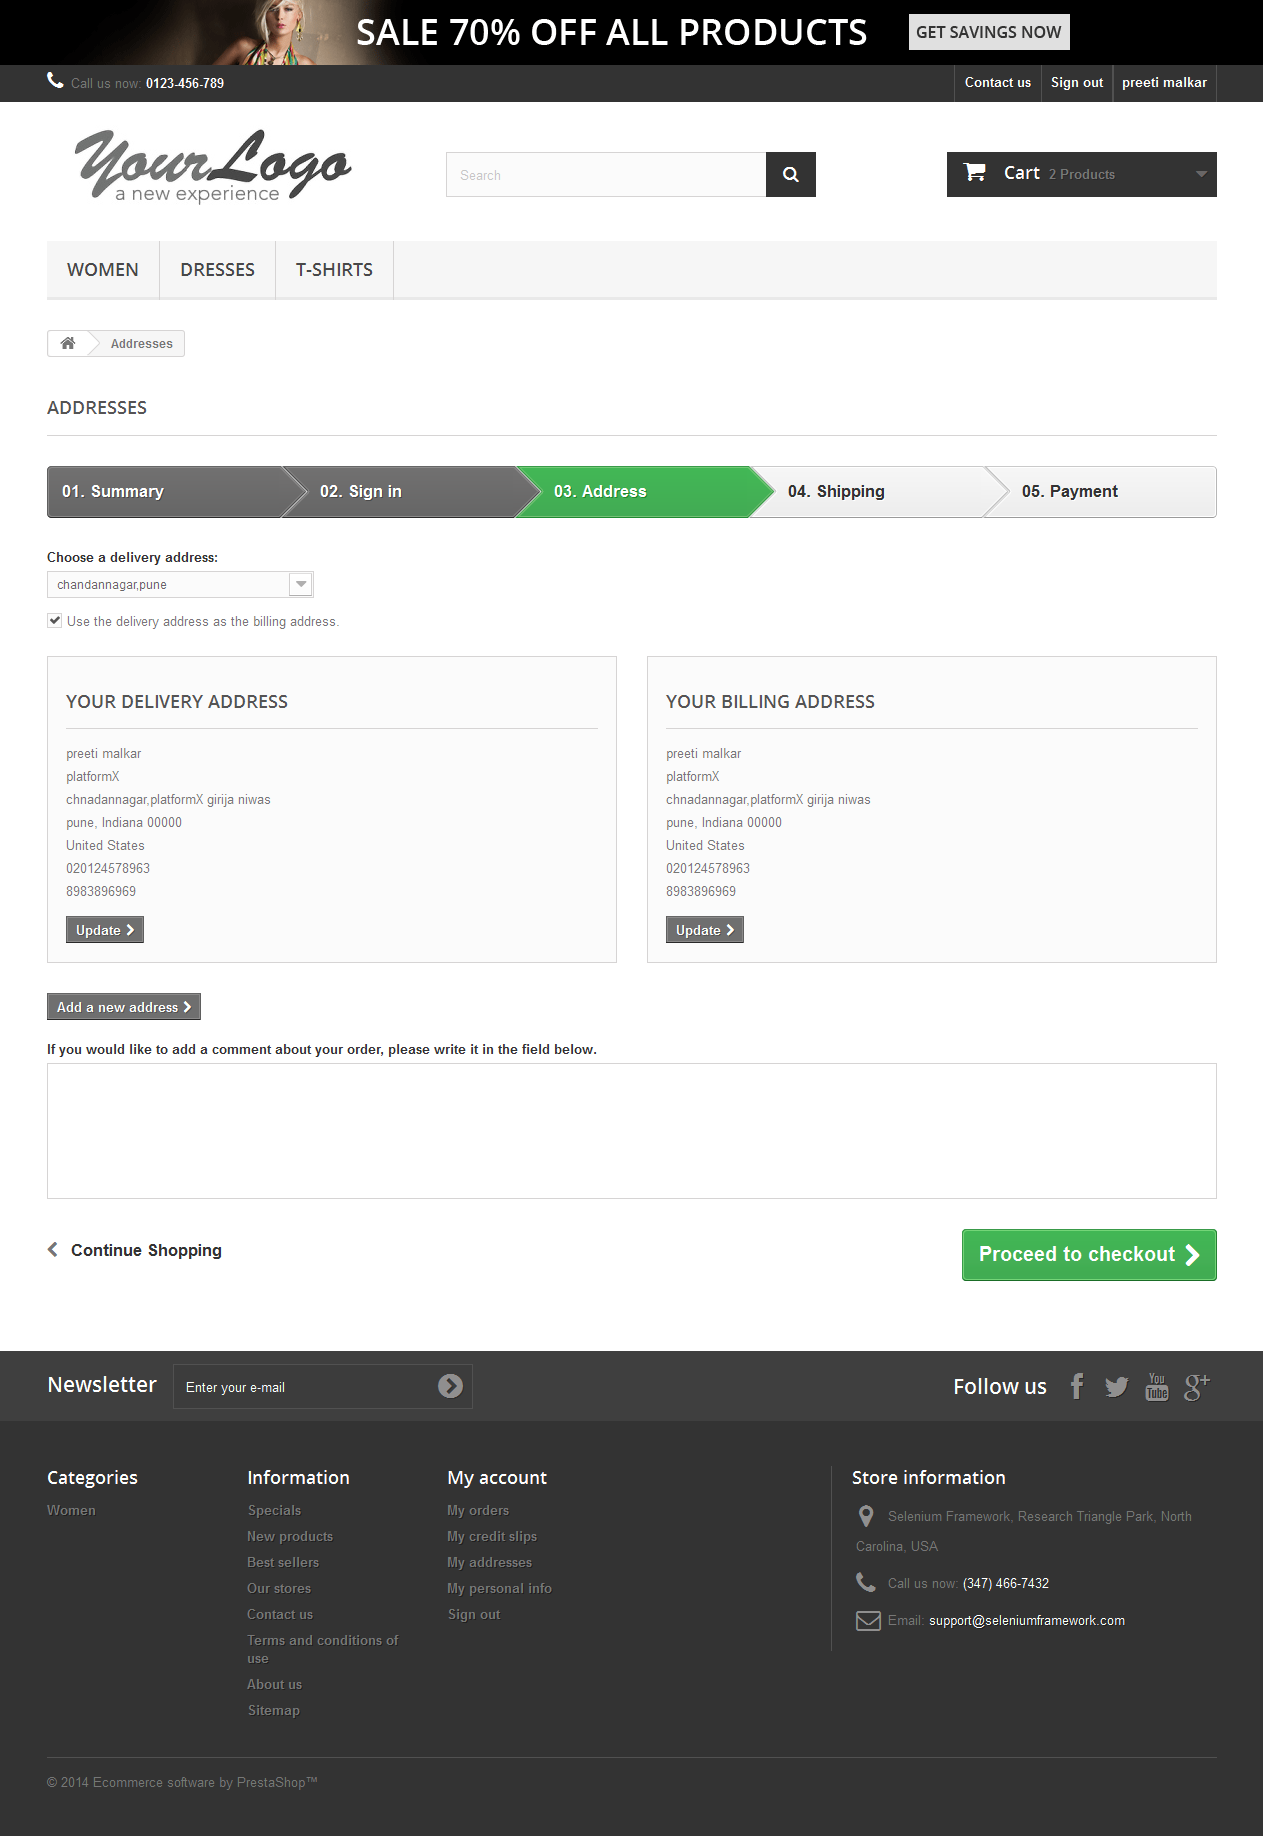 SALE 70% OFF ALL PRODUCTS GET SAVINGS NOW
Call us now: 0123-456-789 Contact us Sign out preeti malkar
YourLogo
a new experience
Search
Cart 2 Products
WOMEN DRESSES T-SHIRTS
Addresses
ADDRESSES
01. Summary 02. Sign in 03. Address 04. Shipping 05. Payment
Choose a delivery address:
chandannagar,pune
Use the delivery address as the billing address.
YOUR DELIVERY ADDRESS
preeti malkar
platformX
chnadannagar,platformX girija niwas
pune, Indiana 00000
United States
020124578963
8983896969
Update
YOUR BILLING ADDRESS
preeti malkar
platformX
chnadannagar,platformX girija niwas
pune, Indiana 00000
United States
020124578963
8983896969
Update
Add a new address
If you would like to add a comment about your order, please write it in the field below.
Continue Shopping
Proceed to checkout
Newsletter Enter your e-mail
Follow us You Tube g+
Categories
Women
Information
Specials
New products
Best sellers
Our stores
Contact us
Terms and conditions of
use
About us
Sitemap
My account
My orders
My credit slips
My addresses
My personal info
Sign out
Store information
Selenium Framework, Research Triangle Park, North
Carolina, USA
Call us now: (347) 466-7432
Email: support@seleniumframework.com
© 2014 Ecommerce software by PrestaShop™